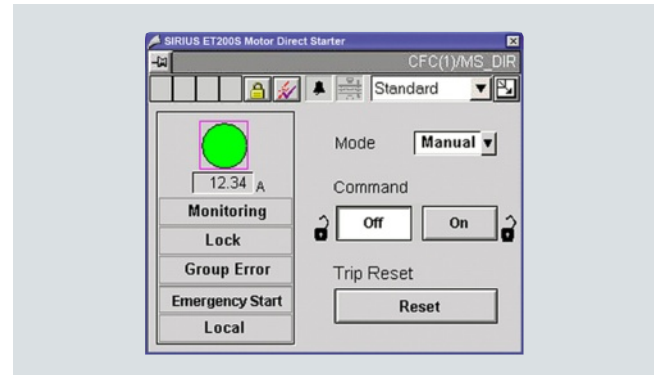 SIRIUS ET200S Motor Direct Starter
CFC(1)/MS_DIR
Standard
12.34 A
Monitoring
Lock
Group Error
Emergency Start
Local
Mode Manual
Command
Off On
Trip Reset
Reset